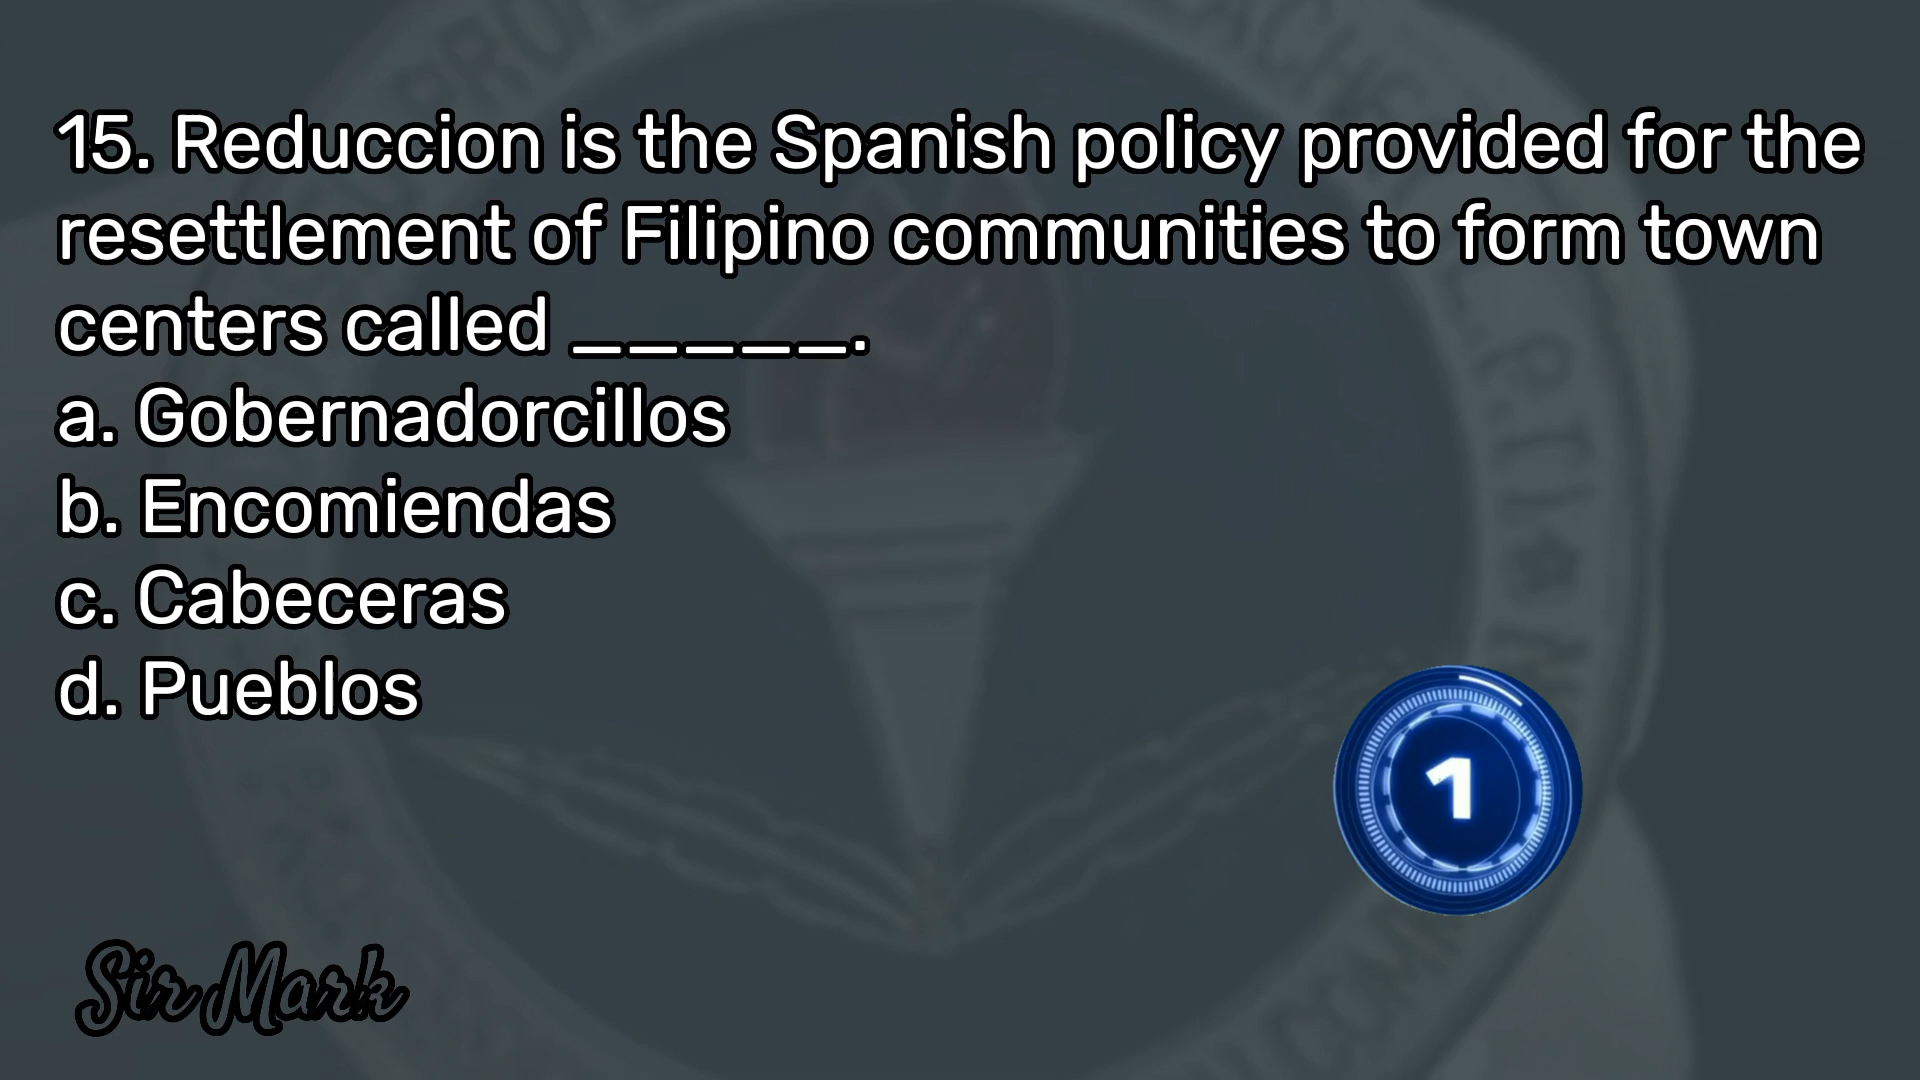 15. Reduccion is the Spanish policy provided for the
resettlement of Filipino communities to form town
centers called _____.
a. Gobernadorcillos
b. Encomiendas
c. Cabeceras
d. Pueblos
1
Sir Mark